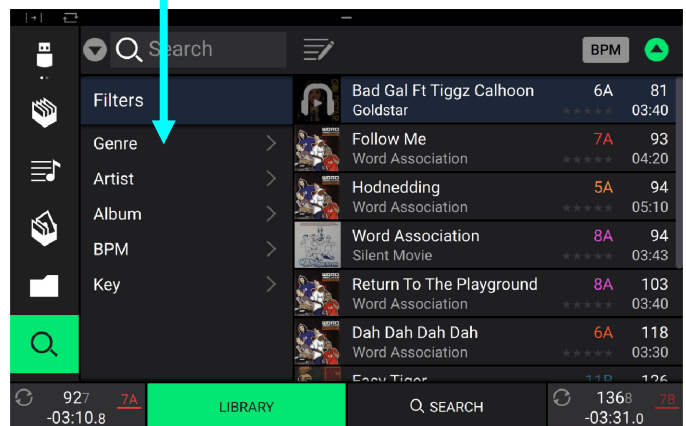 Search
BPM
Filters
Genre
Artist
Album
BPM
Key
Bad Gal Ft Tiggz Calhoon 6A 81
Goldstar 03:40
Follow Me 7A 93
Word Association 04:20
Hodnedding 5A 94
Word Association 05:10
Word Association 8A 94
Silent Movie 03:43
Return To The Playground 8A 103
Word Association 03:40
Dah Dah Dah Dah 6A 118
Word Association 03:30
Easy Tiger 11B 126
927 7A
-03:10.8
LIBRARY
SEARCH
1368 7B
-03:31.0